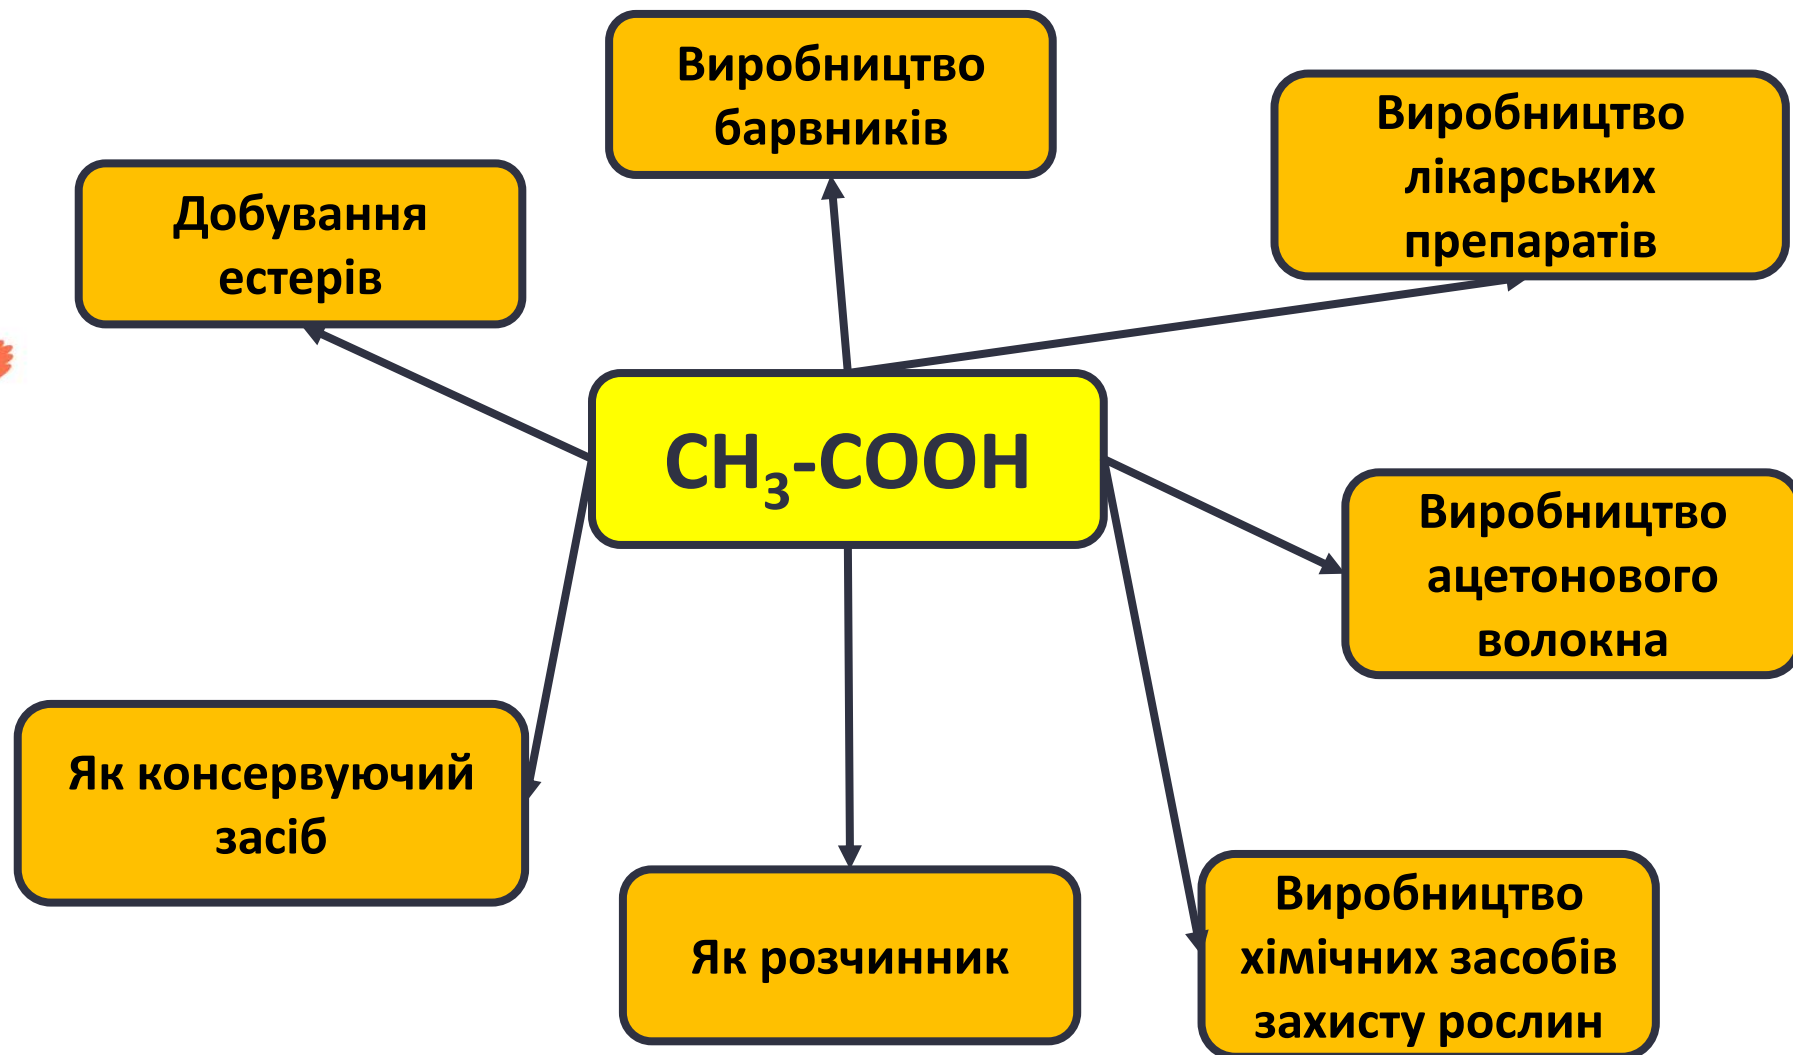 Виробництво
барвників
Виробництво
лікарських
препаратів
Добування
естерів
CH₃-COOH
Виробництво
ацетонового
волокна
Як консервуючий
засіб
Як розчинник
Виробництво
хімічних засобів
захисту рослин